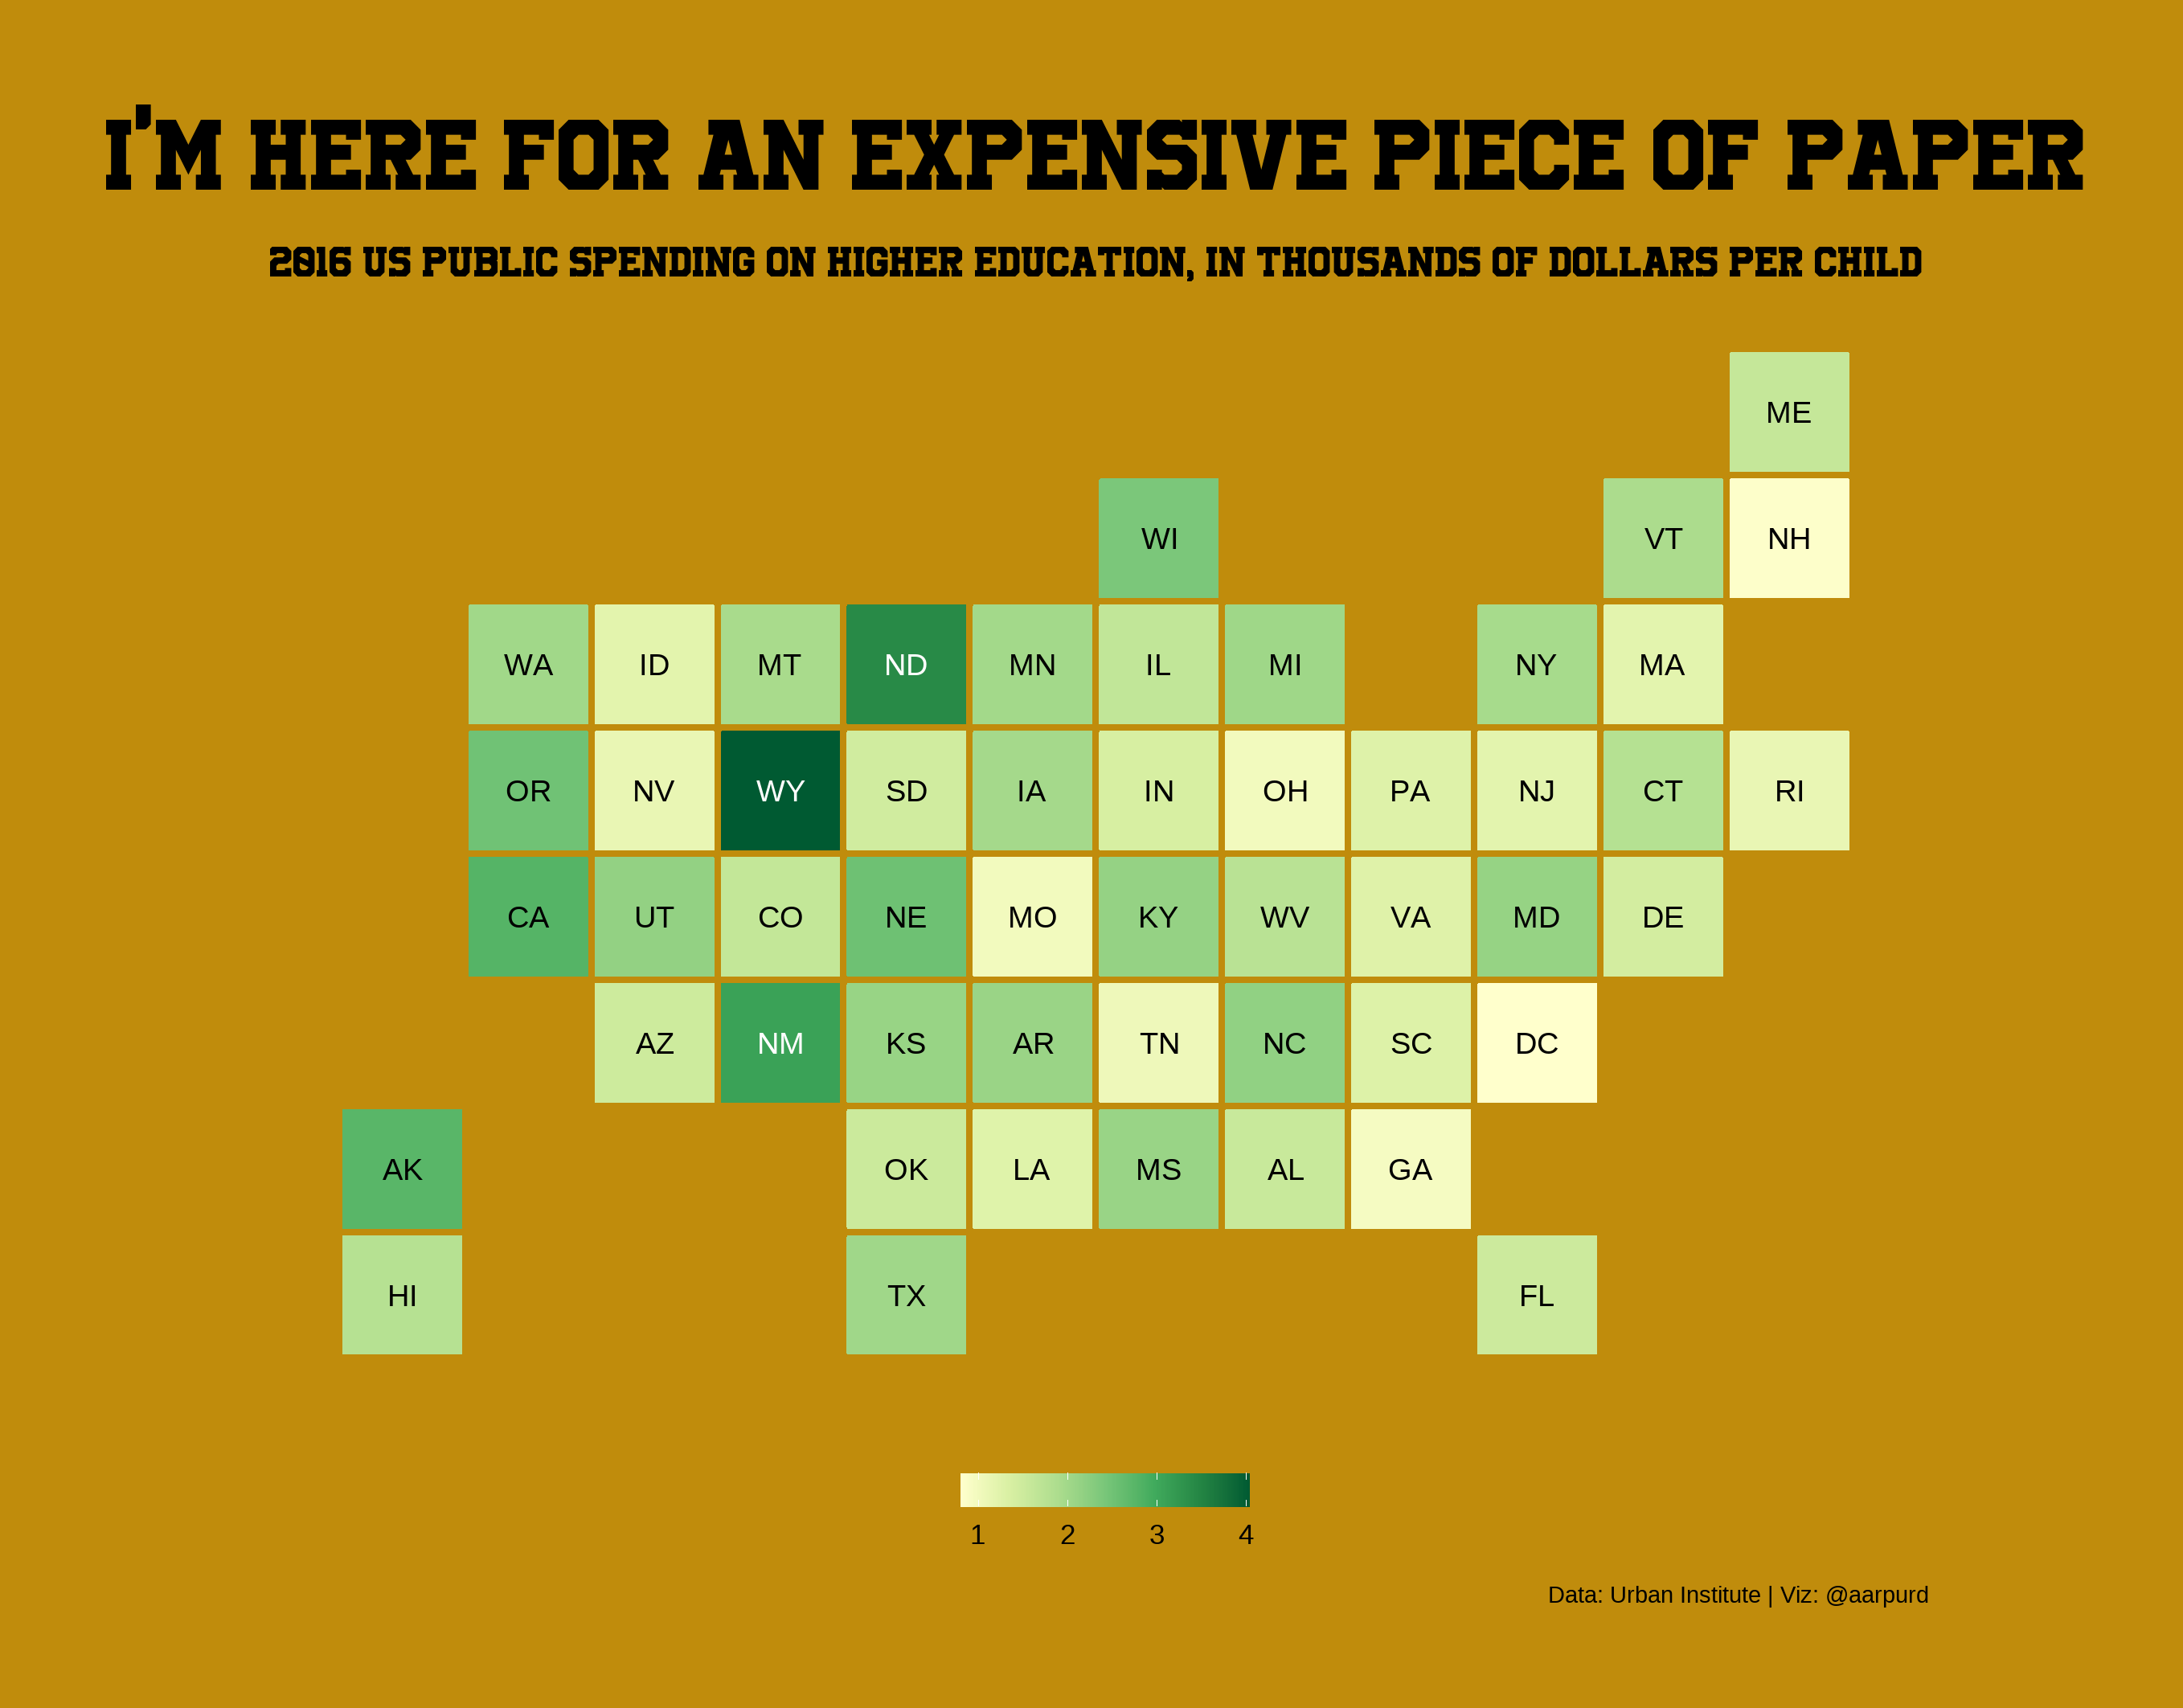 I'M HERE FOR AN EXPENSIVE PIECE OF PAPER
2016 US PUBLIC SPENDING ON HIGHER EDUCATION, IN THOUSANDS OF DOLLARS PER CHILD
ME
WI VT NH
WA ID MT ND MN IL MI NY MA
OR NV WY SD IA IN OH PA NJ CT RI
CA UT CO NE MO KY WV VA MD DE
AZ NM KS AR TN NC SC DC
AK OK LA MS AL GA
HI TX FL
1 2 3 4
Data: Urban Institute | Viz: @aarpurd